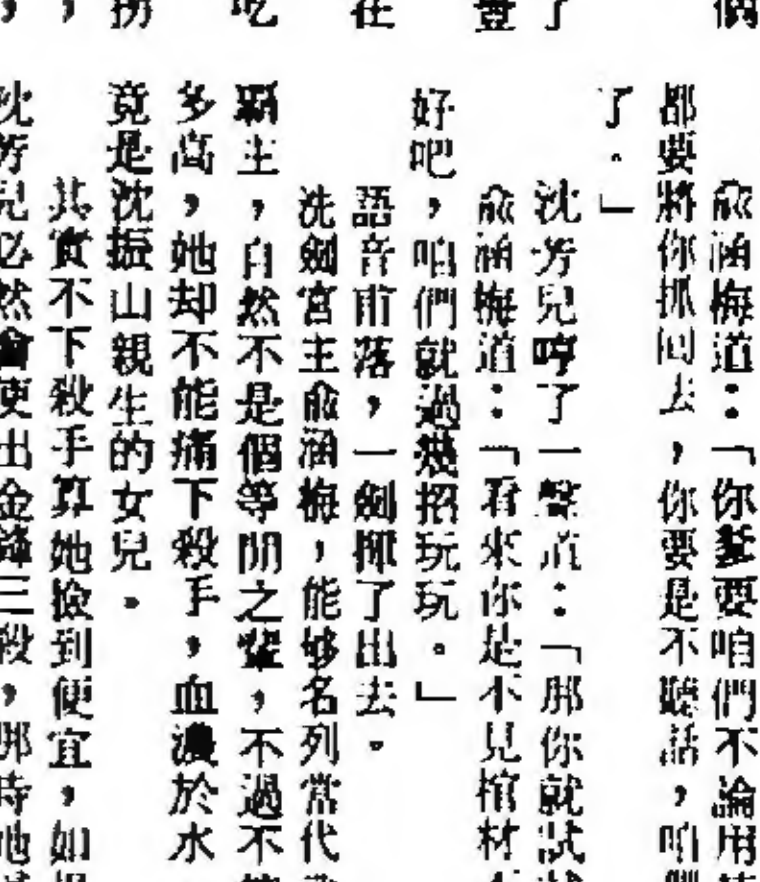 俞涵梅道：「你爹要咱們不論用
都要將你抓回去，你要是不聽話，咱
了。」
沈芳兒哼了一聲道：「那你就試
俞涵梅道：「看來你是不見棺材
好吧，咱們就過幾招玩玩。」
語音甫落，一劍揮了出去。
洗劍宮主俞涵梅，能够名列當代
霸主，自然不是個等閒之輩，不過不
多高，她却不能痛下殺手，血濃於水
竟是沈振山親生的女兒。
其實不下殺手算她撿到便宜，如
沈芳兒必然會使出金鋒三殺，那時她